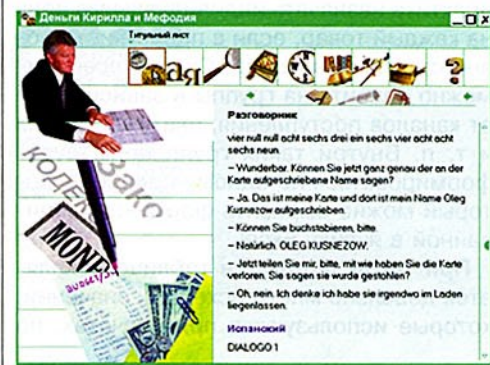 Деньги Кирилла и Мефодия
Титульный лист
Разговорник
vier null null acht sechs drei ein sechs vier acht acht
sechs neun.
– Wunderbar. Können Sie jetzt ganz genau der an der
Karte aufgeschriebene Name sagen?
– Ja. Das ist meine Karte und dort ist mein Name Oleg
Kusnezow aufgeschrieben.
– Können Sie buchstabieren, bitte.
– Natürlich. OLEG KUSNEZOW.
– Jetzt teilen Sie mir, bitte, mit wie haben Sie die Karte
verloren. Sie sagen sie wurde gestohlen?
– Oh, nein. Ich denke ich habe sie irgendwo im Laden
liegenlassen.
Испанский
DIALOGO 1
КОДЕКС
Зако
MONP